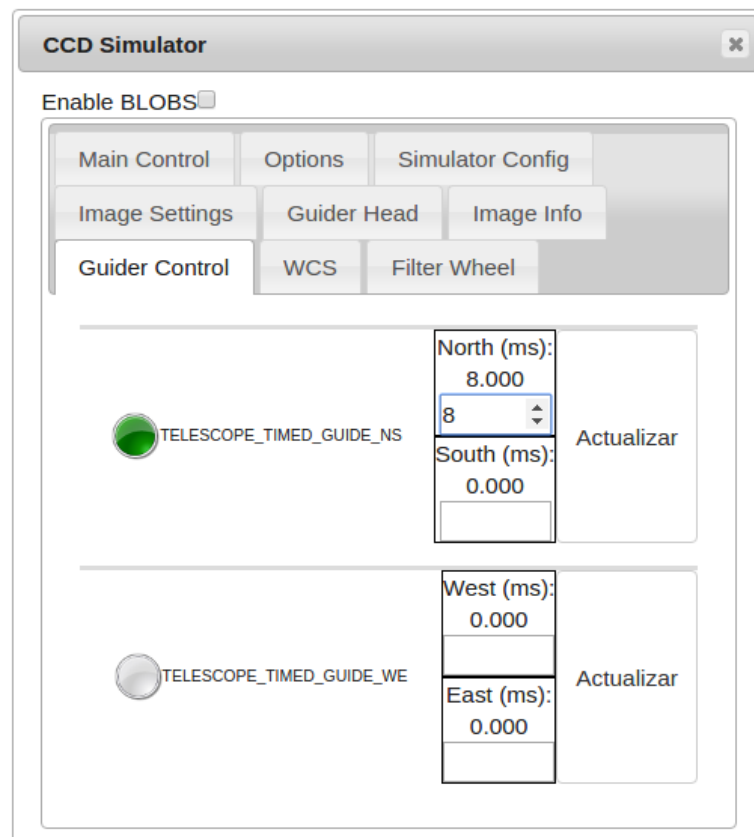 CCD Simulator
Enable BLOBS
Main Control Options Simulator Config
Image Settings Guider Head Image Info
Guider Control WCS Filter Wheel
North (ms):
8.000
8
TELESCOPE_TIMED_GUIDE_NS
Actualizar
South (ms):
0.000
West (ms):
0.000
TELESCOPE_TIMED_GUIDE_WE
Actualizar
East (ms):
0.000